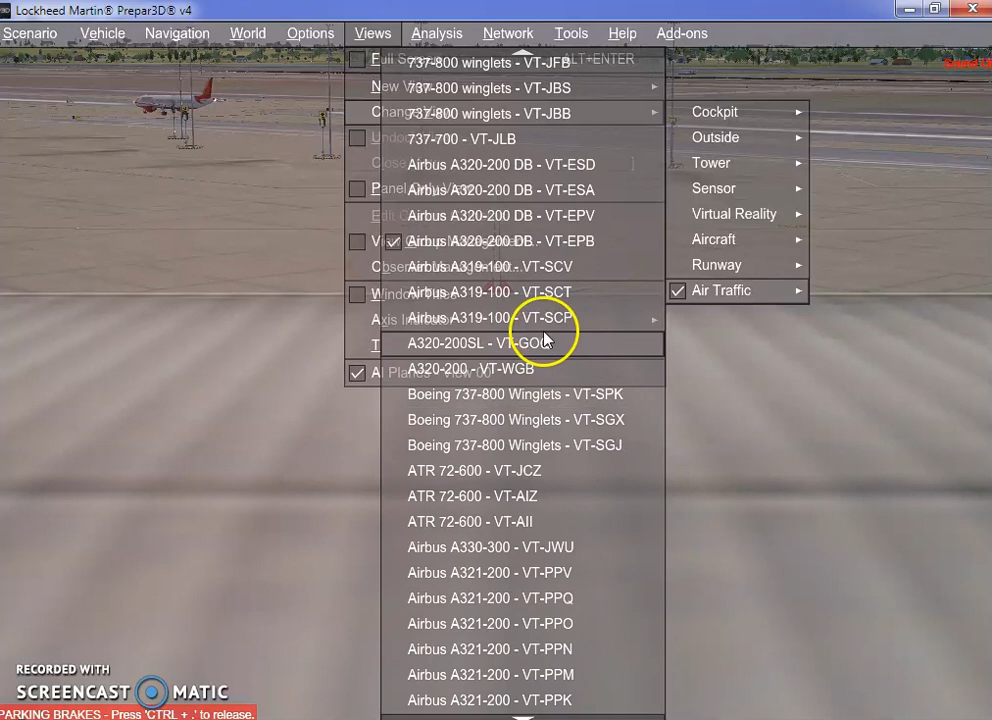 Lockheed Martin® Prepar3D® v4
Scenario Vehicle Navigation World Options Views Analysis Network Tools Help Add-ons
737-800 winglets - VT-JFB ALT+ENTER
737-800 winglets - VT-JBS
737-800 winglets - VT-JBB
737-700 - VT-JLB
Airbus A320-200 DB - VT-ESD ]
Airbus A320-200 DB - VT-ESA
Airbus A320-200 DB - VT-EPV
Airbus A320-200 DB - VT-EPB
Airbus A319-100 - VT-SCV
Airbus A319-100 - VT-SCT
Airbus A319-100 - VT-SCP
A320-200SL -
A320-200 - VT-WGB
Boeing 737-800 Winglets - VT-SPK
Boeing 737-800 Winglets - VT-SGX
Boeing 737-800 Winglets - VT-SGJ
ATR 72-600 - VT-JCZ
ATR 72-600 - VT-AIZ
ATR 72-600 - VT-AII
Airbus A330-300 - VT-JWU
Airbus A321-200 - VT-PPV
Airbus A321-200 - VT-PPQ
Airbus A321-200 - VT-PPO
Airbus A321-200 - VT-PPN
Airbus A321-200 - VT-PPM
Airbus A321-200 - VT-PPK
Cockpit
Outside
Tower
Sensor
Virtual Reality
Aircraft
Runway
Air Traffic
RECORDED WITH
SCREENCAST MATIC
PARKING BRAKES - Press 'CTRL + .' to release.